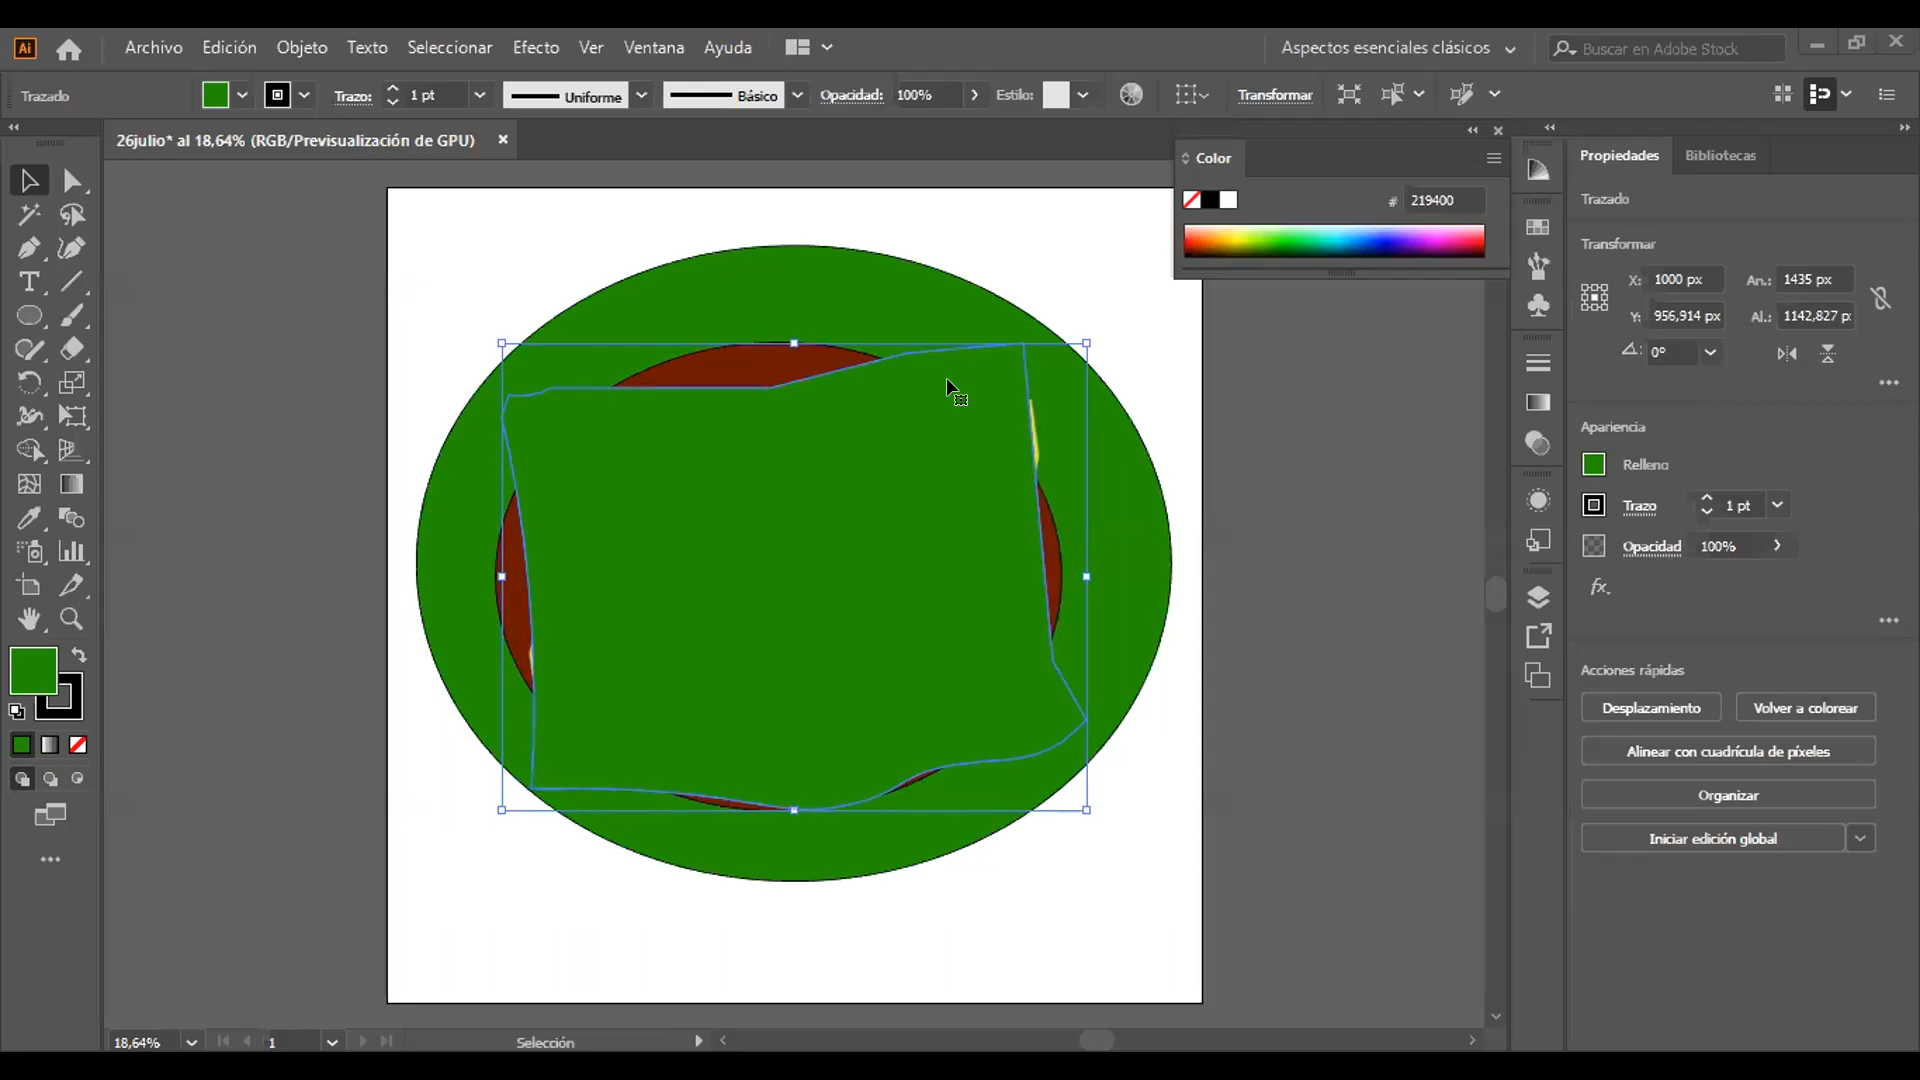 Ai Archivo Edición Objeto Texto Seleccionar Efecto Ver Ventana Ayuda Aspectos esenciales clásicos Buscar en Adobe Stock
Trazado Trazo: 1 pt Uniforme Básico Opacidad: 100% Estilo: Transformar
26julio* al 18,64% (RGB/Previsualización de GPU)
Color
# 219400
Propiedades Bibliotecas
Trazado
Transformar
X: 1000 px An.: 1435 px
Y: 956,914 px Al.: 1142,827 p
0°
Apariencia
Relleno
Trazo 1 pt
Opacidad 100%
fx.
Acciones rápidas
Desplazamiento Volver a colorear
Alinear con cuadrícula de píxeles
Organizar
Iniciar edición global
18,64% 1 Selección